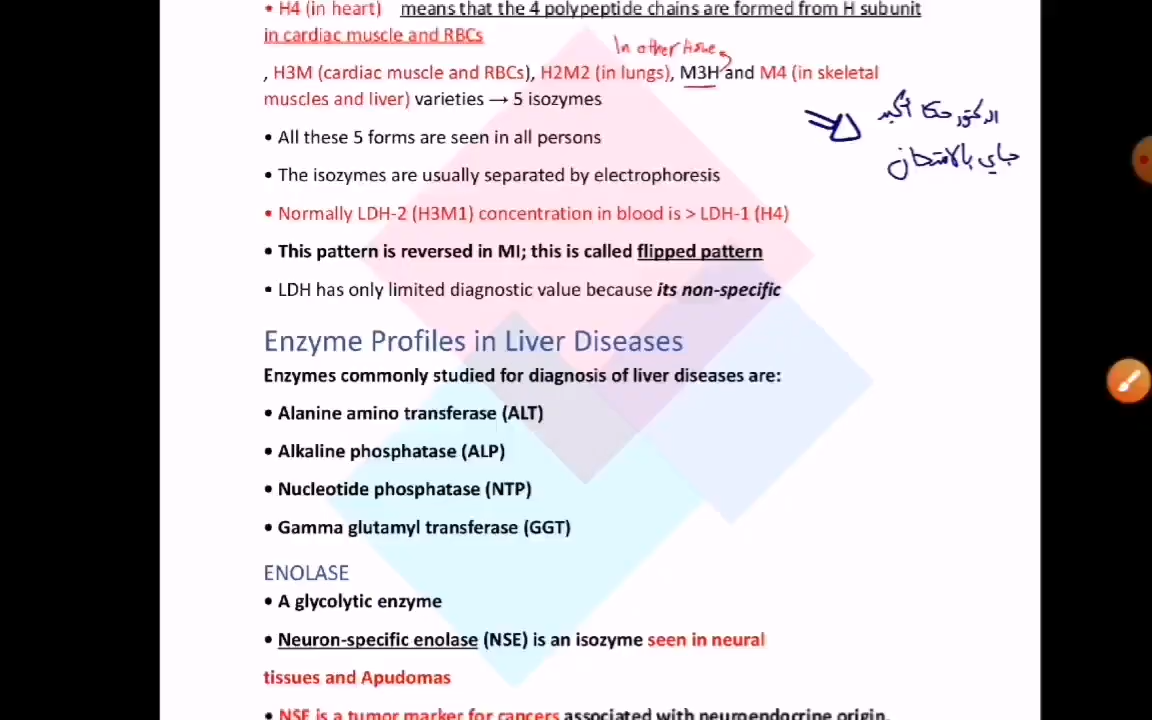 • H4 (in heart) means that the 4 polypeptide chains are formed from H subunit
in cardiac muscle and RBCs
In other tissue
, H3M (cardiac muscle and RBCs), H2M2 (in lungs), M3H and M4 (in skeletal
muscles and liver) varieties → 5 isozymes
الدكتور حكا أكيد
جاي بالامتحان
• All these 5 forms are seen in all persons
• The isozymes are usually separated by electrophoresis
• Normally LDH-2 (H3M1) concentration in blood is > LDH-1 (H4)
• This pattern is reversed in MI; this is called flipped pattern
• LDH has only limited diagnostic value because its non-specific
Enzyme Profiles in Liver Diseases
Enzymes commonly studied for diagnosis of liver diseases are:
• Alanine amino transferase (ALT)
• Alkaline phosphatase (ALP)
• Nucleotide phosphatase (NTP)
• Gamma glutamyl transferase (GGT)
ENOLASE
• A glycolytic enzyme
• Neuron-specific enolase (NSE) is an isozyme seen in neural
tissues and Apudomas
• NSE is a tumor marker for cancers associated with neuroendocrine origin.